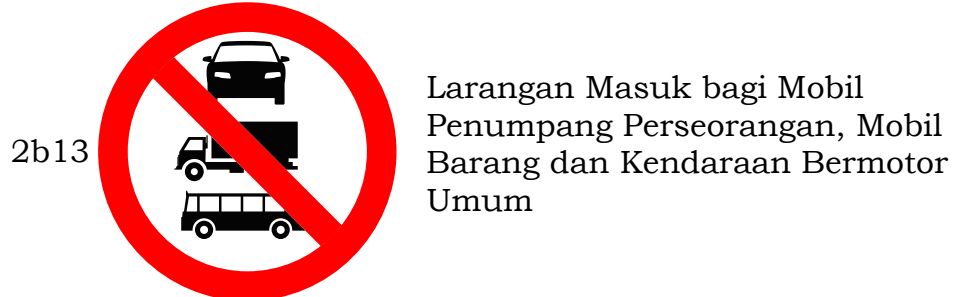 2b13
Larangan Masuk bagi Mobil
Penumpang Perseorangan, Mobil
Barang dan Kendaraan Bermotor
Umum